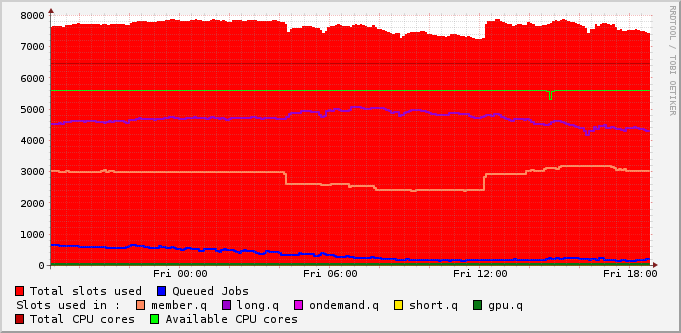 8000
7000
6000
5000
4000
3000
2000
1000
0
Fri 00:00 Fri 06:00 Fri 12:00 Fri 18:00
RRDTOOL / TOBI OETIKER
Total slots used Queued Jobs
Slots used in : member.q long.q ondemand.q short.q gpu.q
Total CPU cores Available CPU cores